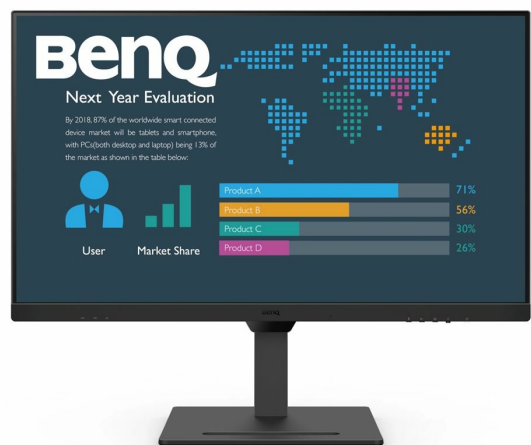 BenQ
Next Year Evaluation
By 2018, 87% of the worldwide smart connected
device market will be tablets and smartphone,
with PCs(both desktop and laptop) being 13% of
the market as shown in the table below:
User
Market Share
Product A 71%
Product B 56%
Product C 30%
Product D 26%
BenQ